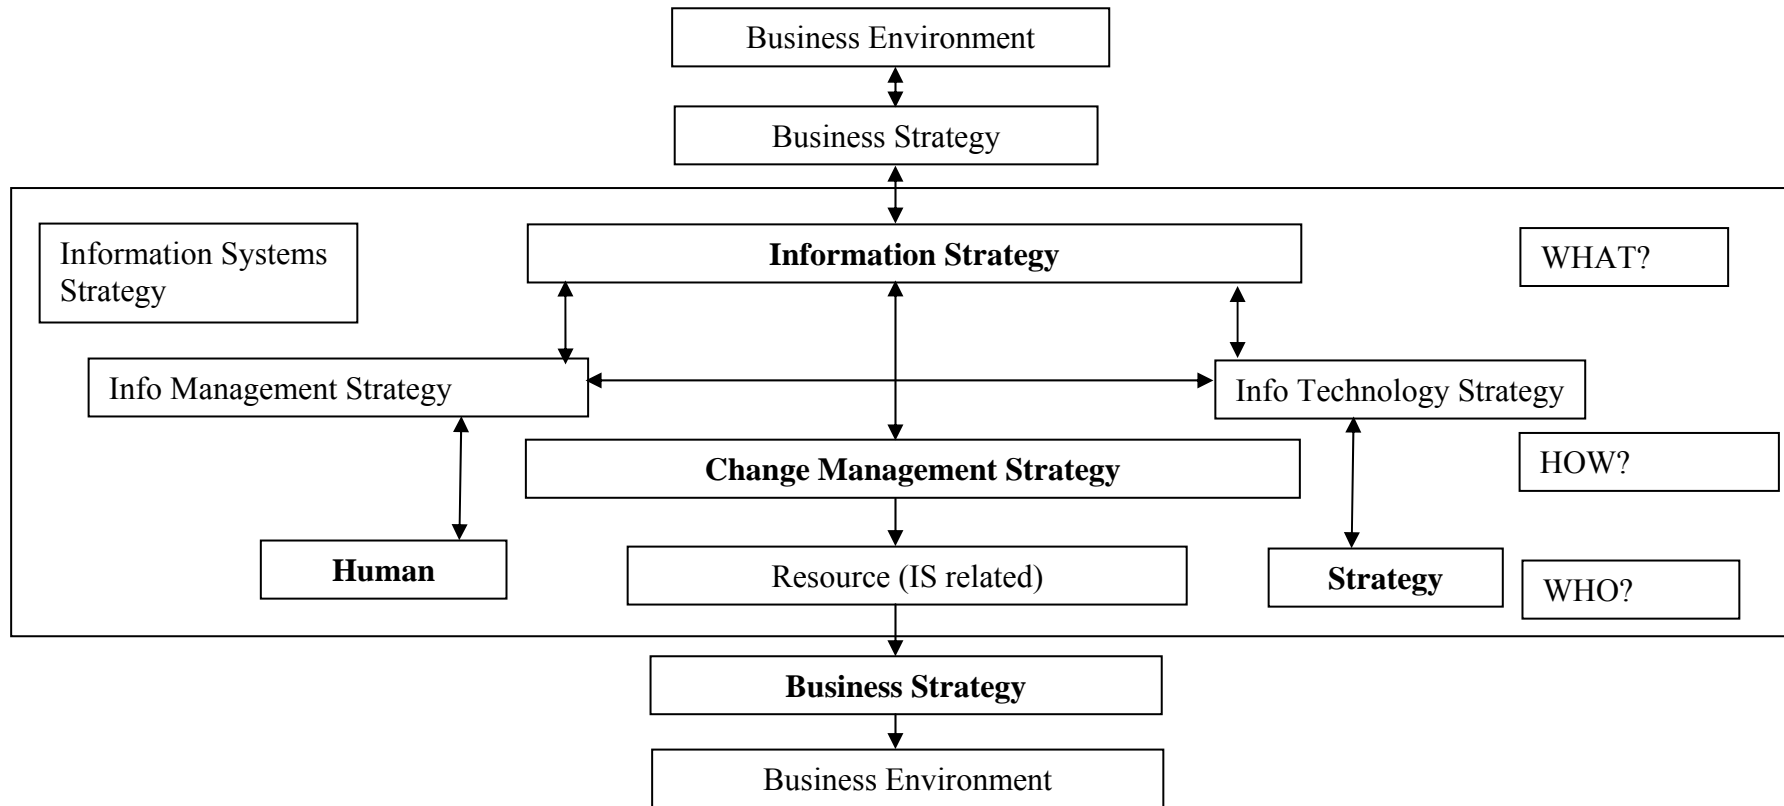 Business Environment
Business Strategy
Information Systems
Strategy
Information Strategy
WHAT?
Info Management Strategy
Info Technology Strategy
Change Management Strategy
HOW?
Human
Resource (IS related)
Strategy
WHO?
Business Strategy
Business Environment